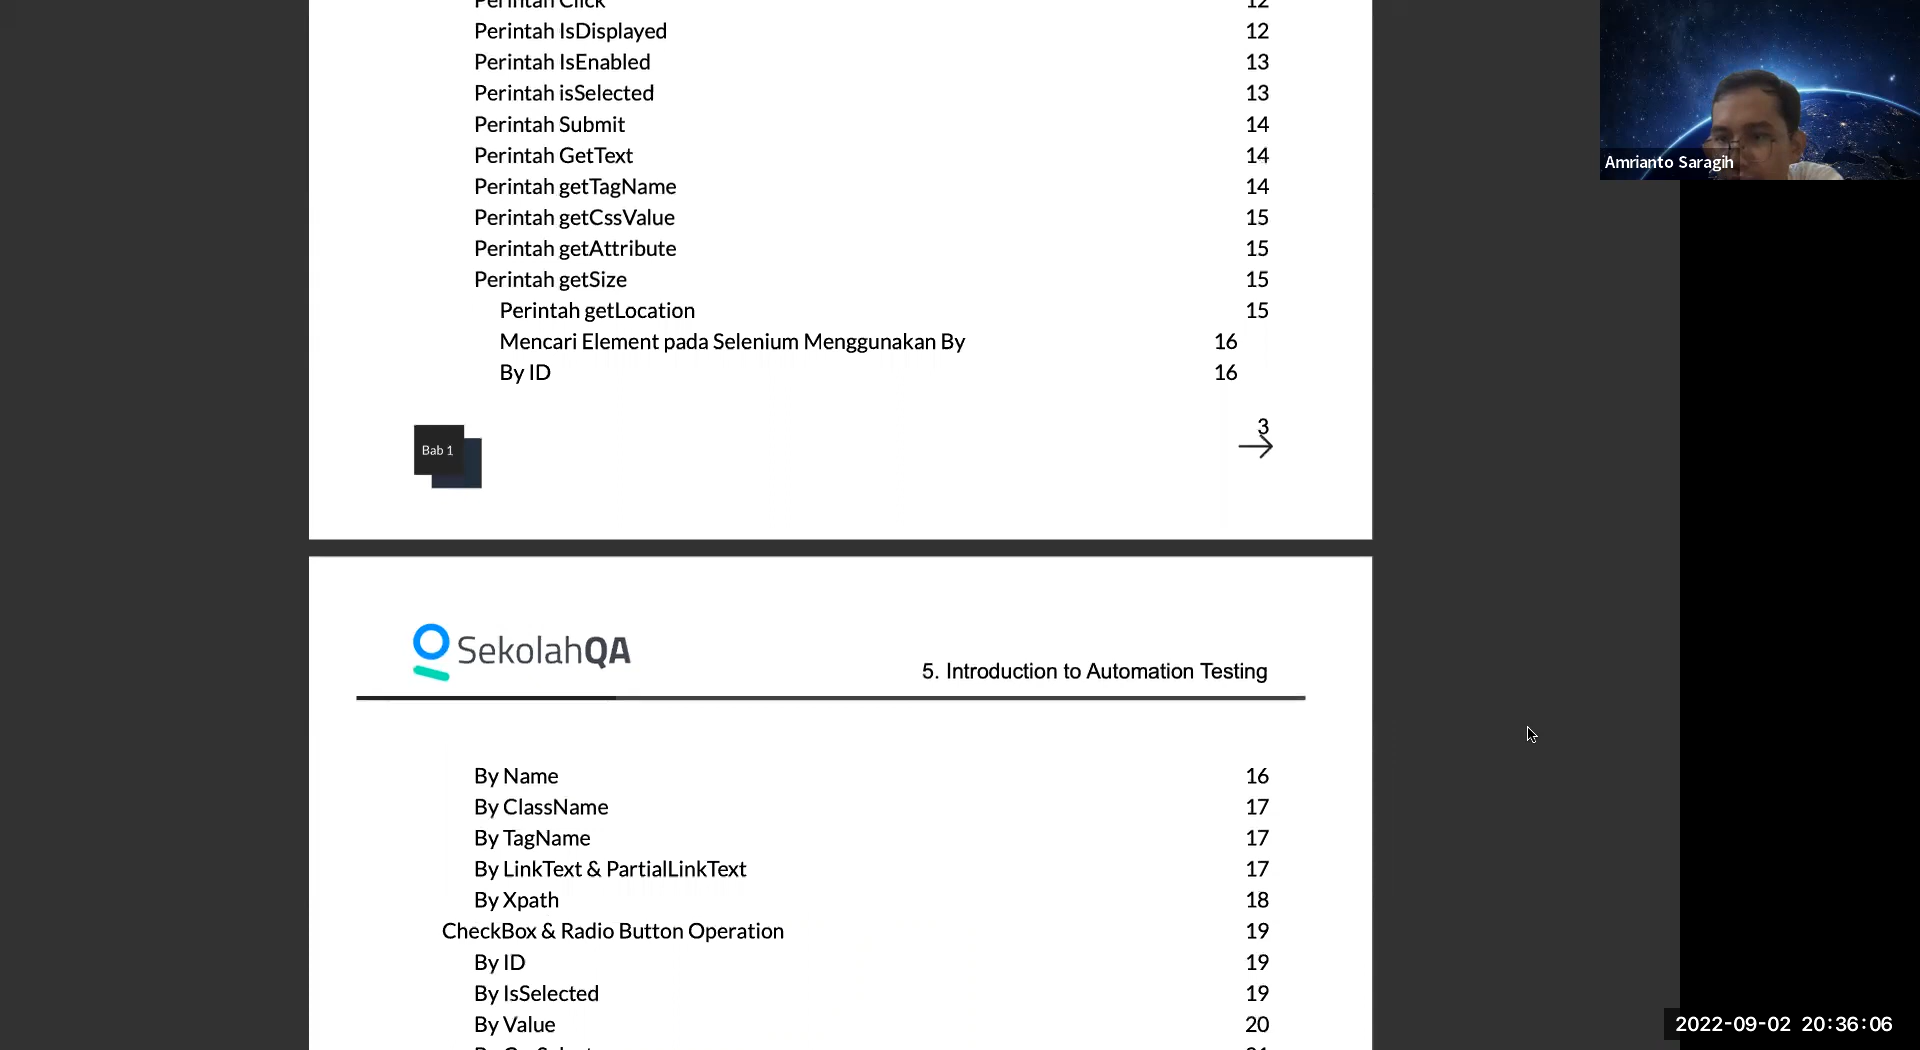 Perintah Click 12
Perintah IsDisplayed 12
Perintah IsEnabled 13
Perintah isSelected 13
Perintah Submit 14
Perintah GetText 14
Perintah getTagName 14
Perintah getCssValue 15
Perintah getAttribute 15
Perintah getSize 15
Perintah getLocation 15
Mencari Element pada Selenium Menggunakan By 16
By ID 16
3
Bab 1
SekolahQA
5. Introduction to Automation Testing
By Name 16
By ClassName 17
By TagName 17
By LinkText & PartialLinkText 17
By Xpath 18
CheckBox & Radio Button Operation 19
By ID 19
By IsSelected 19
By Value 20
Amrianto Saragih
2022-09-02 20:36:06